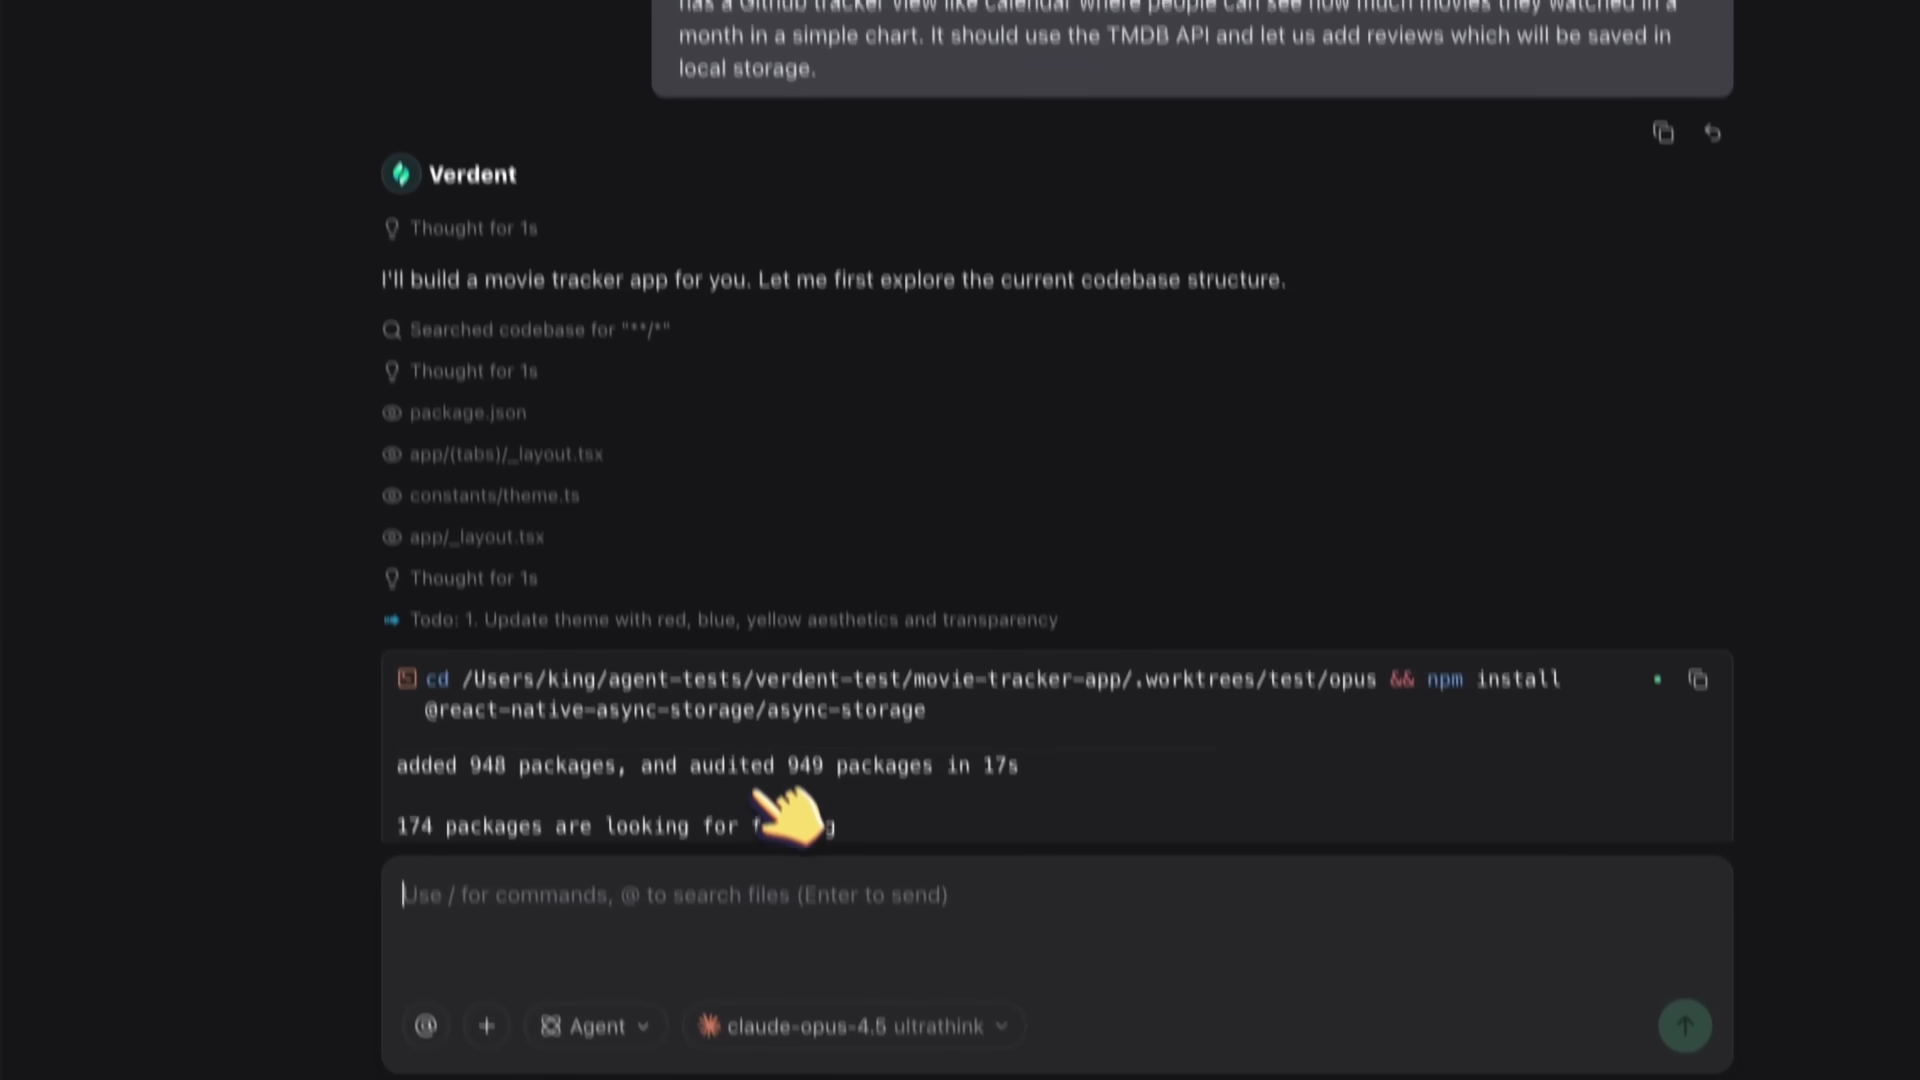 has a Github tracker view like Calendar where people can see how much movies they watched in a
month in a simple chart. It should use the TMDB API and let us add reviews which will be saved in
local storage.
Verdent
Thought for 1s
I'll build a movie tracker app for you. Let me first explore the current codebase structure.
Searched codebase for "**/*"
Thought for 1s
package.json
app/(tabs)/_layout.tsx
constants/theme.ts
app/_layout.tsx
Thought for 1s
Todo: 1. Update theme with red, blue, yellow aesthetics and transparency
cd /Users/king/agent-tests/verdent-test/movie-tracker-app/.worktrees/test/opus && npm install
@react-native-async-storage/async-storage
added 948 packages, and audited 949 packages in 17s
174 packages are looking for
Use / for commands, @ to search files (Enter to send)
Agent
claude-opus-4.5 ultrathink